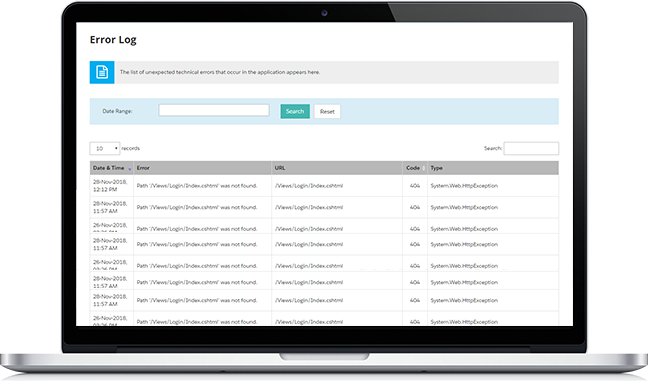 Error Log
The list of unexpected technical errors that occur in the application appears here.
Date Range: Search Reset
10 records Search:
Date & Time Error URL Code Type
28-Nov-2018,
12:12 PM Path '/Views/Login/Index.cshtml' was not found. /Views/Login/Index.cshtml 404 System.Web.HttpException
28-Nov-2018,
11:57 AM Path '/Views/Login/Index.cshtml' was not found. /Views/Login/Index.cshtml 404 System.Web.HttpException
26-Nov-2018, Path '/Views/Login/Index.cshtml' was not found. /Views/Login/Index.cshtml 404 System.Web.HttpException
28-Nov-2018,
11:57 AM Path '/Views/Login/Index.cshtml' was not found. /Views/Login/Index.cshtml 404 System.Web.HttpException
26-Nov-2018, Path '/Views/Login/Index.cshtml' was not found. /Views/Login/Index.cshtml 404 System.Web.HttpException
28-Nov-2018,
11:57 AM Path '/Views/Login/Index.cshtml' was not found. /Views/Login/Index.cshtml 404 System.Web.HttpException
28-Nov-2018,
11:57 AM Path '/Views/Login/Index.cshtml' was not found. /Views/Login/Index.cshtml 404 System.Web.HttpException
26-Nov-2018, Path '/Views/Login/Index.cshtml' was not found. /Views/Login/Index.cshtml 404 System.Web.HttpException